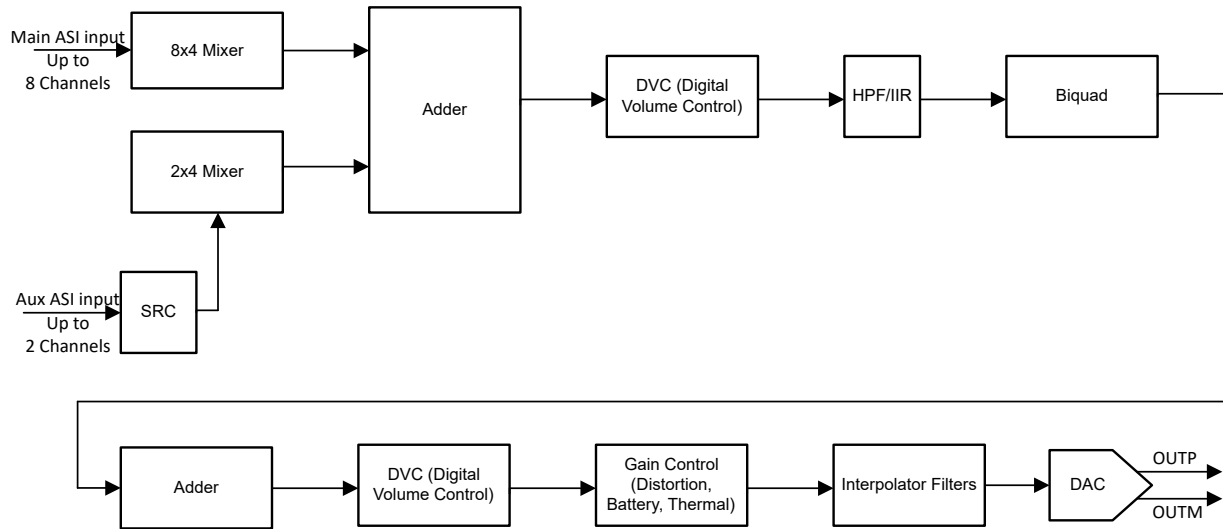 Main ASI input
Up to
8 Channels
8x4 Mixer
Adder
DVC (Digital
Volume Control)
HPF/IIR
Biquad
2x4 Mixer
Aux ASI input
Up to
2 Channels
SRC
Adder
DVC (Digital
Volume Control)
Gain Control
(Distortion,
Battery, Thermal)
Interpolator Filters
DAC
OUTP
OUTM